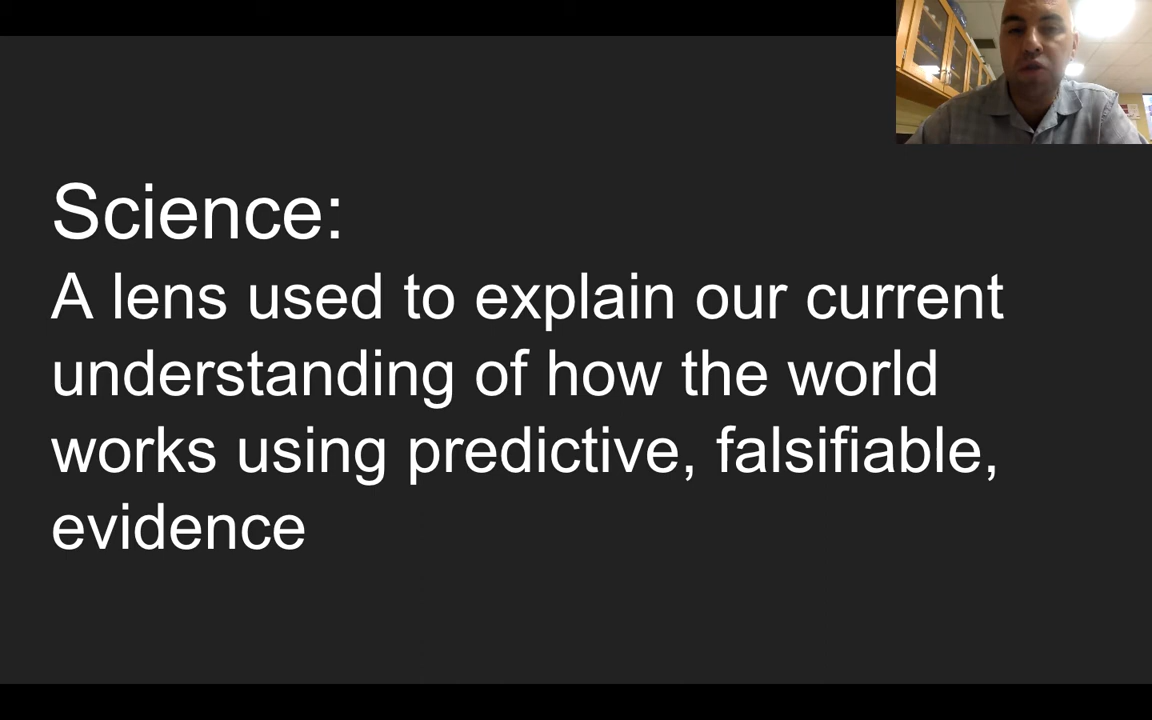 Science:
A lens used to explain our current
understanding of how the world
works using predictive, falsifiable,
evidence